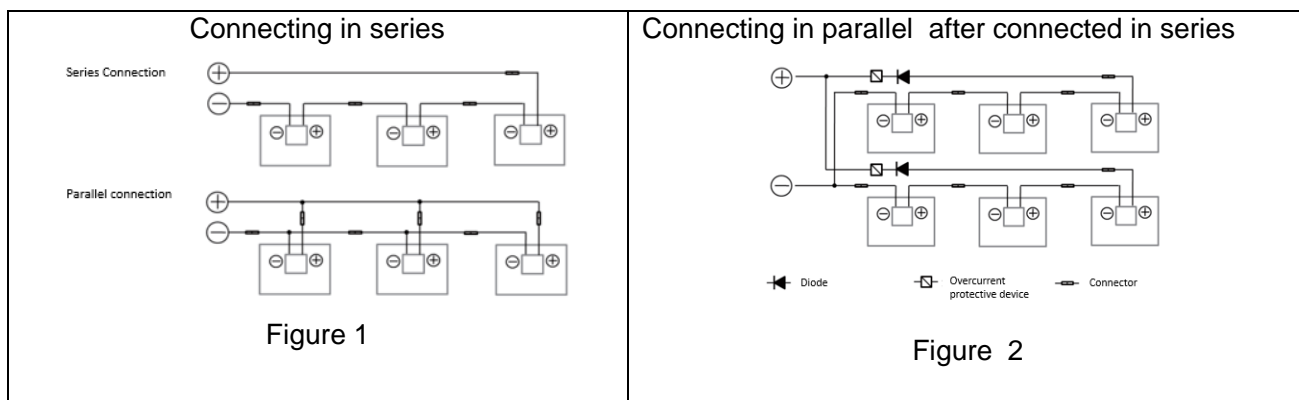 Connecting in series
Series Connection
⊕
⊖
⊖ ⊕ ⊖ ⊕ ⊖ ⊕
Parallel connection
⊕
⊖
⊖ ⊕ ⊖ ⊕ ⊖ ⊕
Figure 1
Connecting in parallel after connected in series
⊕
⊖ ⊕ ⊖ ⊕ ⊖ ⊕
⊖
⊖ ⊕ ⊖ ⊕ ⊖ ⊕
Diode
Overcurrent
protective device
Connector
Figure 2